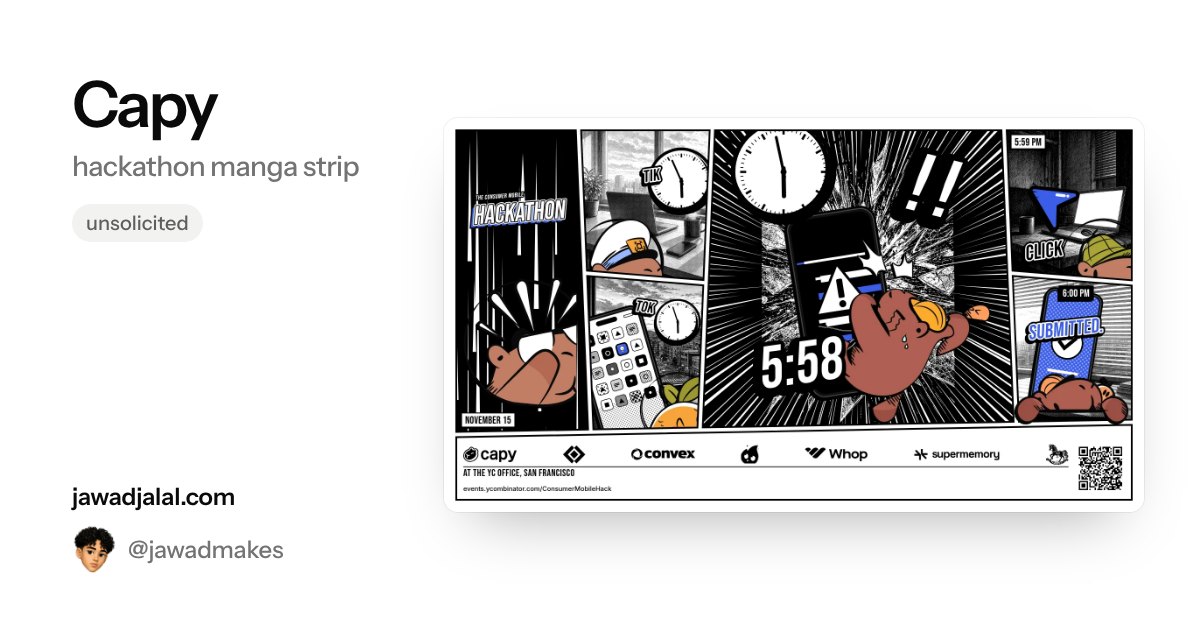 Capy
hackathon manga strip
unsolicited
THE CONSUMER MOBILE
HACKATHON
NOVEMBER 15
TIK
TOK
!!
!
5:58
5:59 PM
CLICK
6:00 PM
SUBMITTED.
capy
convex
Whop
supermemory
AT THE YC OFFICE, SAN FRANCISCO
events.ycombinator.com/ConsumerMobileHack
jawadjalal.com
@jawadmakes